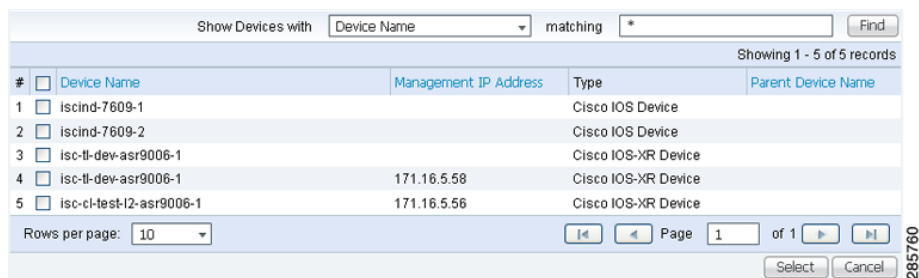 Show Devices with Device Name matching * Find
Showing 1 - 5 of 5 records
# Device Name Management IP Address Type Parent Device Name
1 iscind-7609-1 Cisco IOS Device
2 iscind-7609-2 Cisco IOS Device
3 isc-tl-dev-asr9006-1 Cisco IOS-XR Device
4 isc-tl-dev-asr9006-1 171.16.5.58 Cisco IOS-XR Device
5 isc-cl-test-l2-asr9006-1 171.16.5.56 Cisco IOS-XR Device
Rows per page: 10 Page 1 of 1
Select Cancel
285760